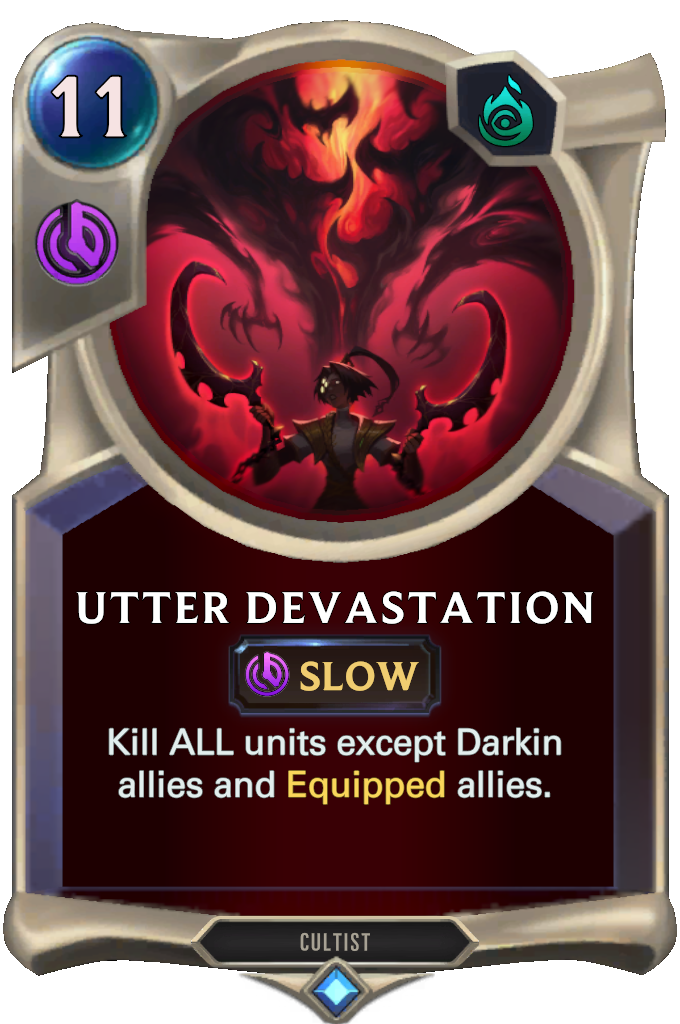 11
UTTER DEVASTATION
SLOW
Kill ALL units except Darkin
allies and Equipped allies.
CULTIST